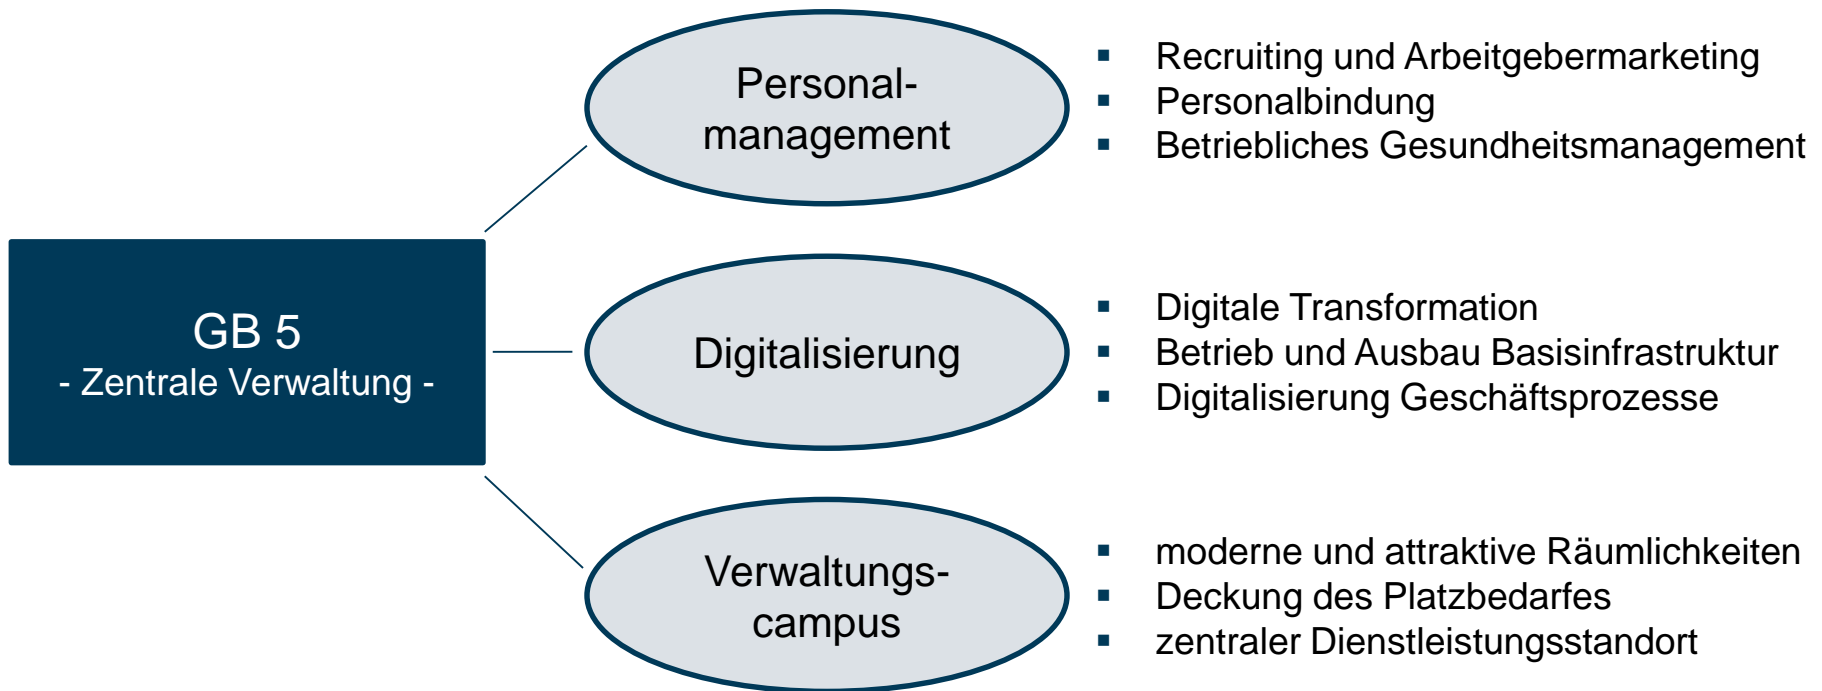 GB 5
- Zentrale Verwaltung -
Personal-
management
▪ Recruiting und Arbeitgebermarketing
▪ Personalbindung
▪ Betriebliches Gesundheitsmanagement
Digitalisierung
▪ Digitale Transformation
▪ Betrieb und Ausbau Basisinfrastruktur
▪ Digitalisierung Geschäftsprozesse
Verwaltungs-
campus
▪ moderne und attraktive Räumlichkeiten
▪ Deckung des Platzbedarfes
▪ zentraler Dienstleistungsstandort